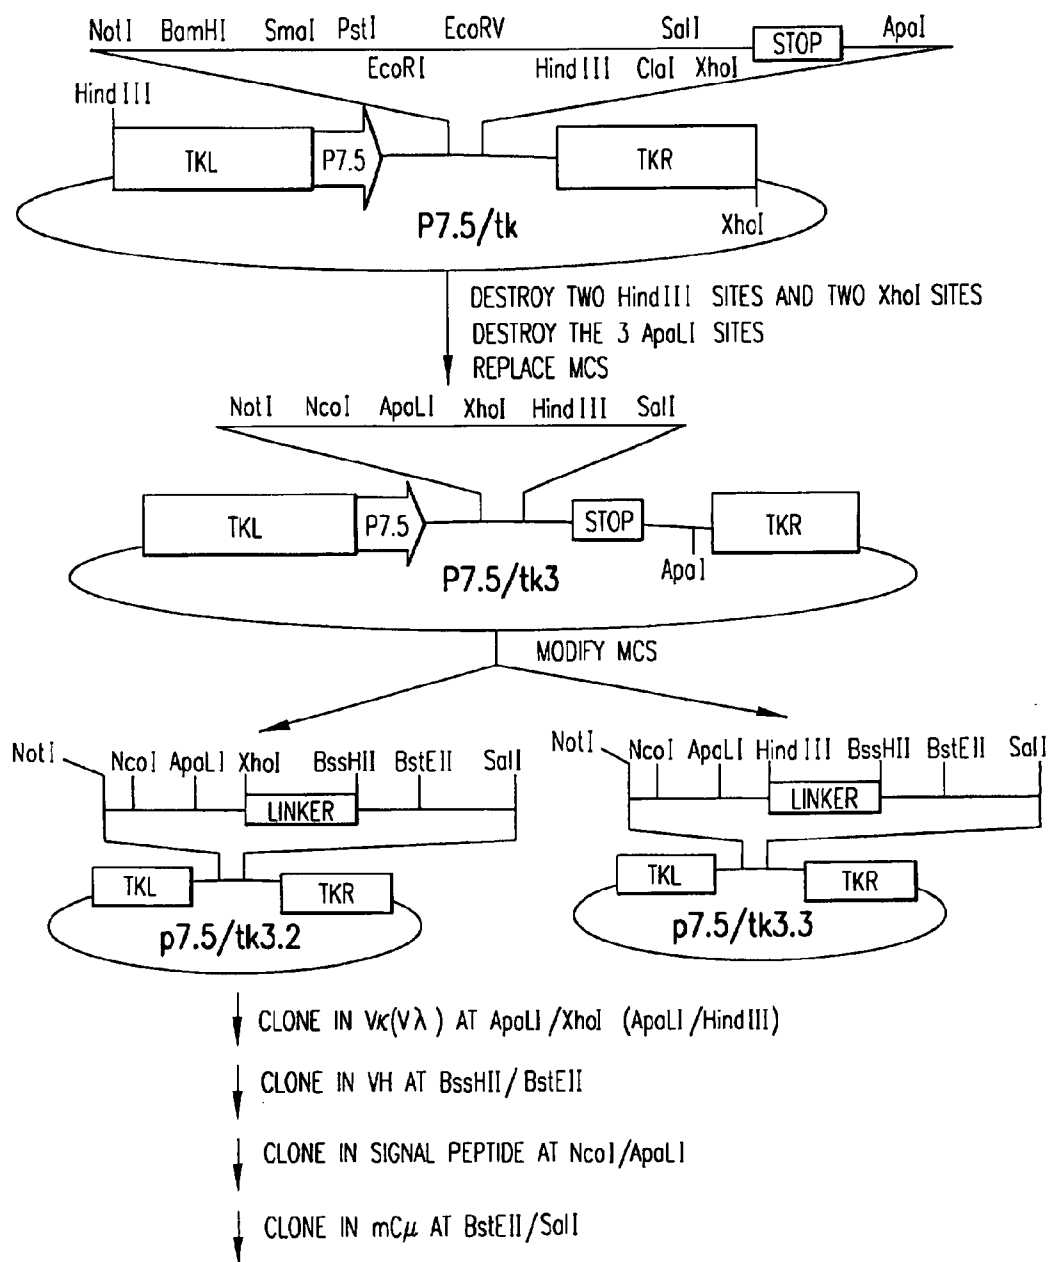 NotI BamHI SmaI PstI EcoRV SalI STOP ApaI
EcoRI HindIII ClaI XhoI
HindIII
TKL P7.5 TKR
P7.5/tk XhoI
DESTROY TWO HindIII SITES AND TWO XhoI SITES
DESTROY THE 3 ApaLI SITES
REPLACE MCS
NotI NcoI ApaLI XhoI HindIII SalI
TKL P7.5 STOP TKR
P7.5/tk3 ApaI
MODIFY MCS
NotI NcoI ApaLI XhoI BssHII BstEII SalI
LINKER
TKL TKR
p7.5/tk3.2
NotI NcoI ApaLI HindIII BssHII BstEII SalI
LINKER
TKL TKR
p7.5/tk3.3
CLONE IN Vκ(Vλ) AT ApaLI/XhoI (ApaLI/HindIII)
CLONE IN VH AT BssHII/BstEII
CLONE IN SIGNAL PEPTIDE AT NcoI/ApaLI
CLONE IN mCμ AT BstEII/SalI